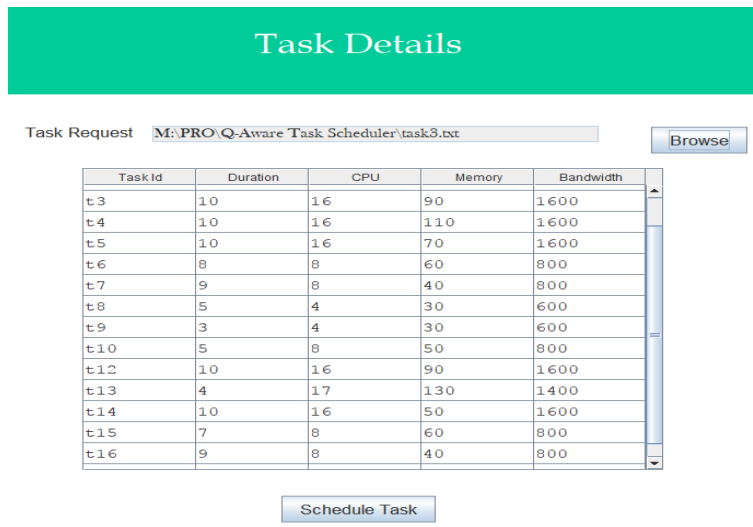 Task Details
Task Request M:\PRO\Q-Aware Task Scheduler\task3.txt Browse
Task Id Duration CPU Memory Bandwidth
t3 10 16 90 1600
t4 10 16 110 1600
t5 10 16 70 1600
t6 8 8 60 800
t7 9 8 40 800
t8 5 4 30 600
t9 3 4 30 600
t10 5 8 50 800
t12 10 16 90 1600
t13 4 17 130 1400
t14 10 16 50 1600
t15 7 8 60 800
t16 9 8 40 800
Schedule Task